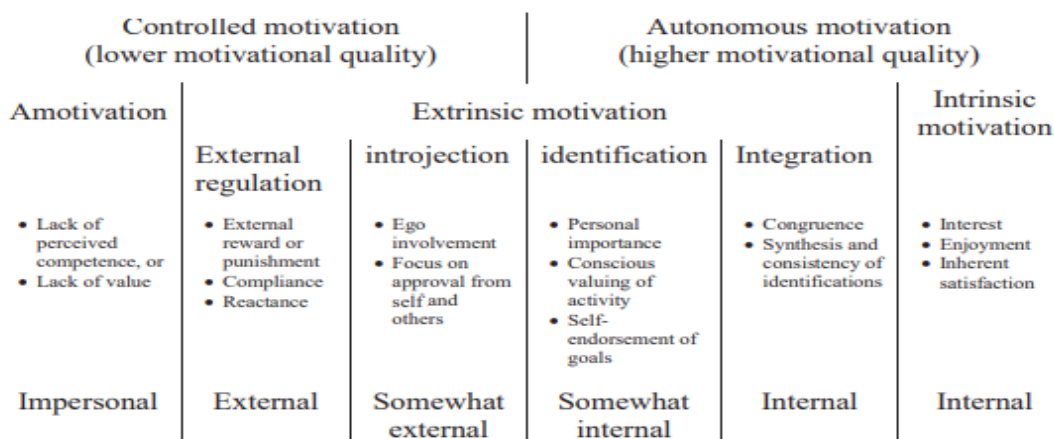 Controlled motivation
(lower motivational quality)
Autonomous motivation
(higher motivational quality)
Amotivation
Extrinsic motivation
Intrinsic
motivation
External
regulation
introjection
identification
Integration
• Lack of
perceived
competence, or
• Lack of value
• External
reward or
punishment
• Compliance
• Reactance
• Ego
involvement
• Focus on
approval from
self and
others
• Personal
importance
• Conscious
valuing of
activity
• Self-
endorsement of
goals
• Congruence
• Synthesis and
consistency of
identifications
• Interest
• Enjoyment
• Inherent
satisfaction
Impersonal
External
Somewhat
external
Somewhat
internal
Internal
Internal